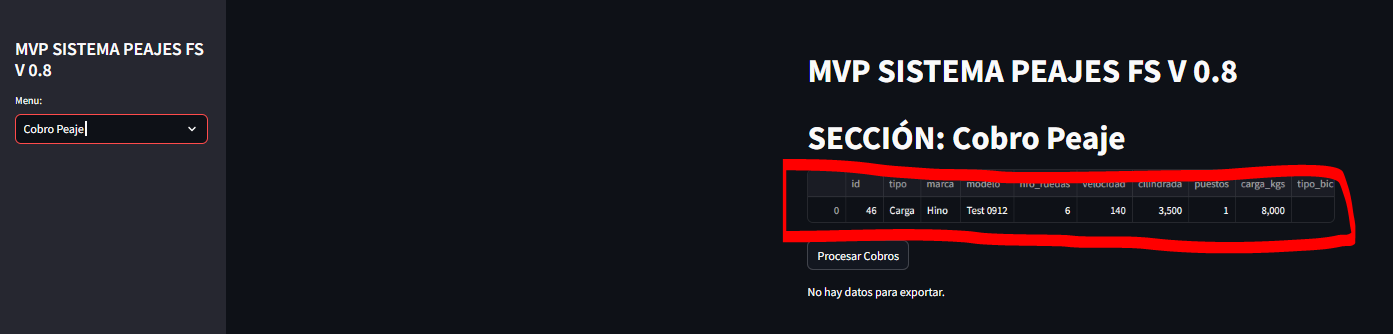 MVP SISTEMA PEAJES FS
V 0.8
Menu:
Cobro Peaje
MVP SISTEMA PEAJES FS V 0.8
SECCIÓN: Cobro Peaje
id tipo marca modelo nro_ruedas velocidad cilindrada puestos carga_kgs tipo_bic
0 46 Carga Hino Test 0912 6 140 3,500 1 8,000
Procesar Cobros
No hay datos para exportar.